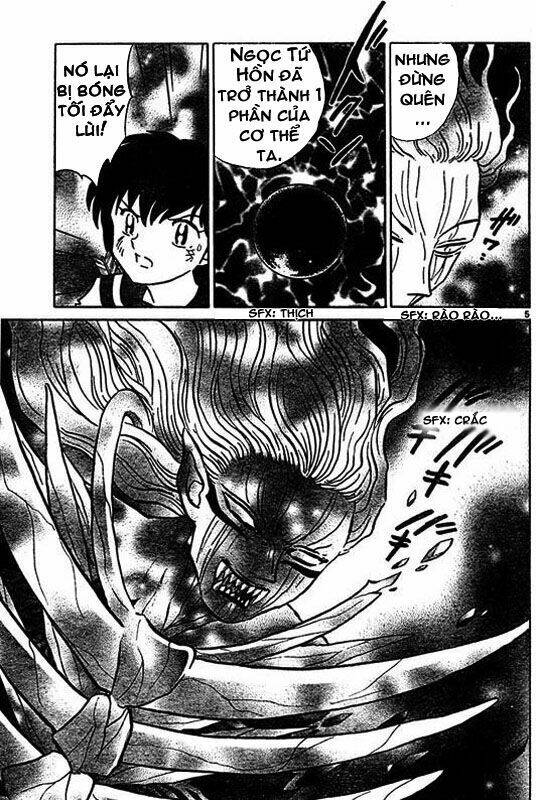 NHƯNG
ĐỪNG
QUÊN
...
NGỌC TỨ
HỒN ĐÃ
TRỞ THÀNH 1
PHẦN CỦA
CƠ THỂ
TA.
NÓ LẠI
BỊ BÓNG
TỐI ĐẨY
LÙI!
SFX: RÀO RÀO...
SFX: THỊCH
5
SFX: CRẮC